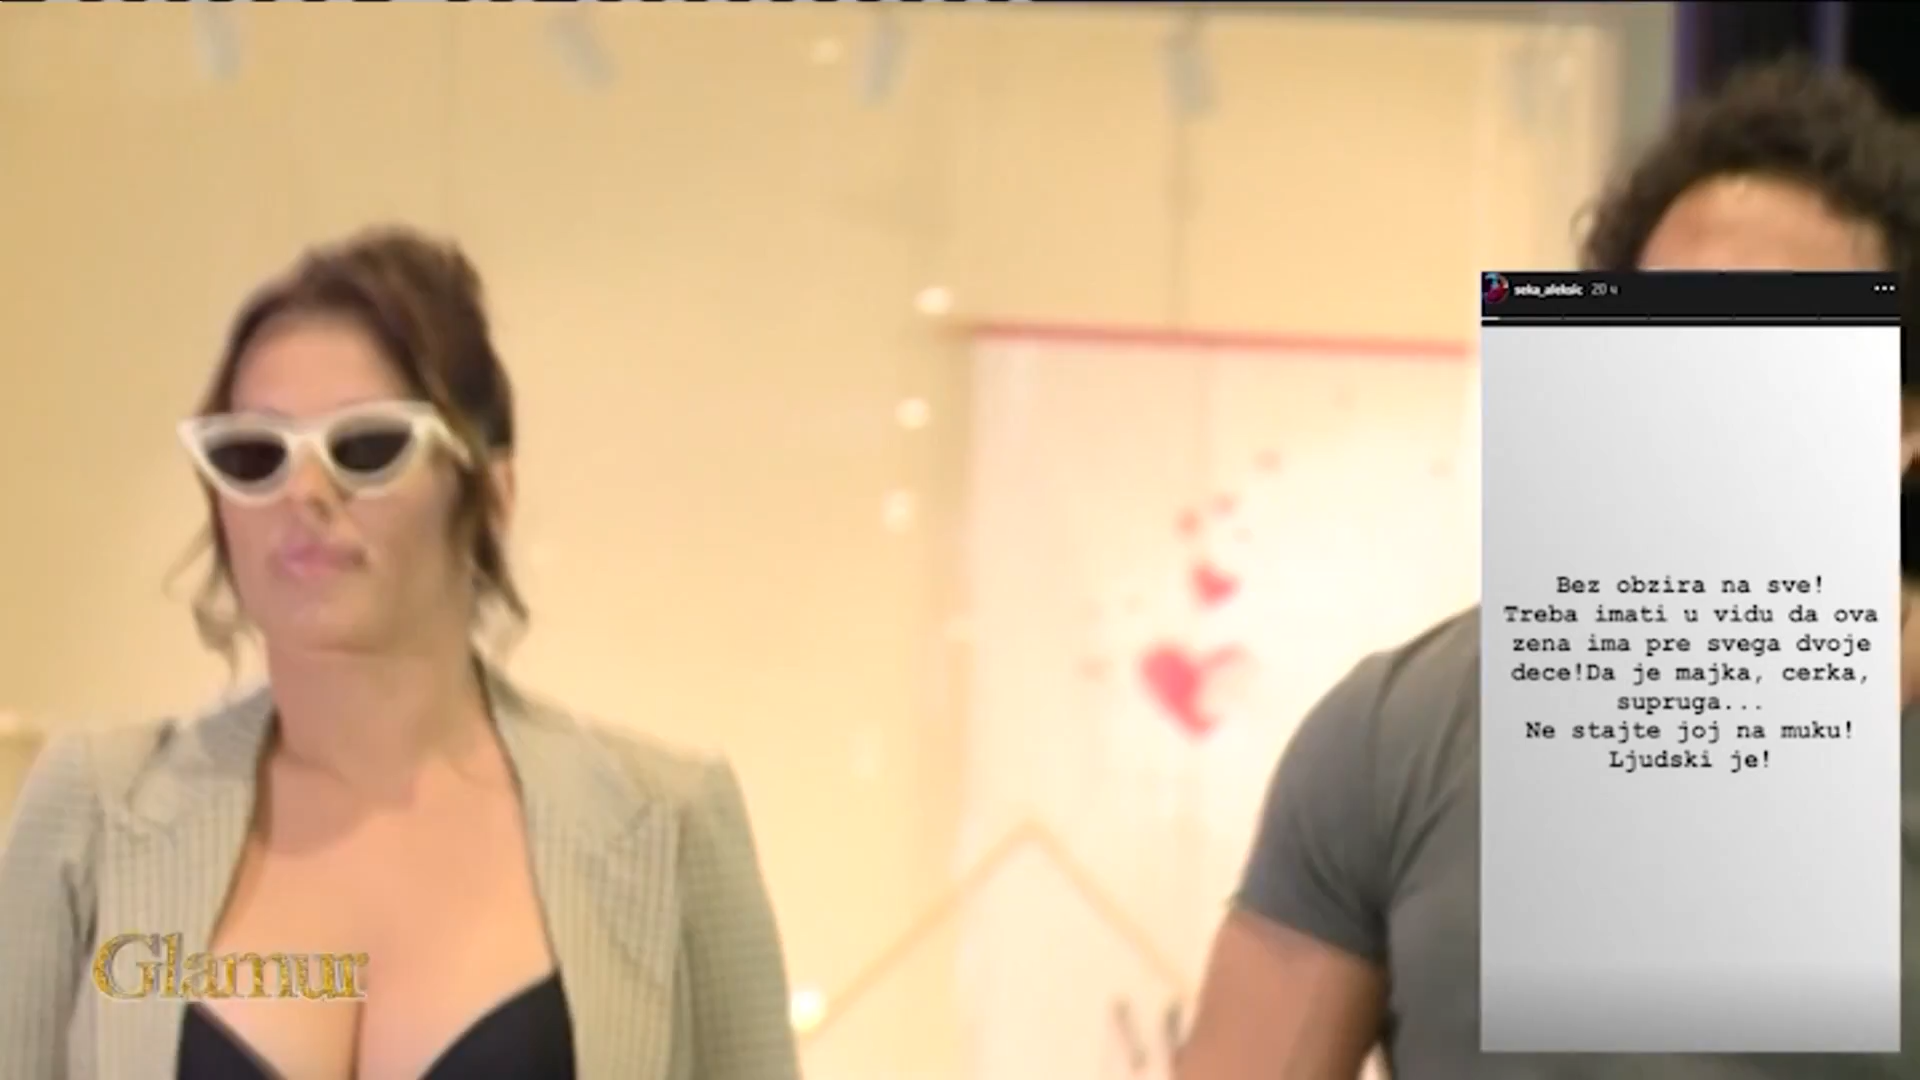 seka_aleksic 20 ч
Bez obzira na sve!
Treba imati u vidu da ova
zena ima pre svega dvoje
dece!Da je majka, cerka,
supruga...
Ne stajte joj na muku!
Ljudski je!
Glamur